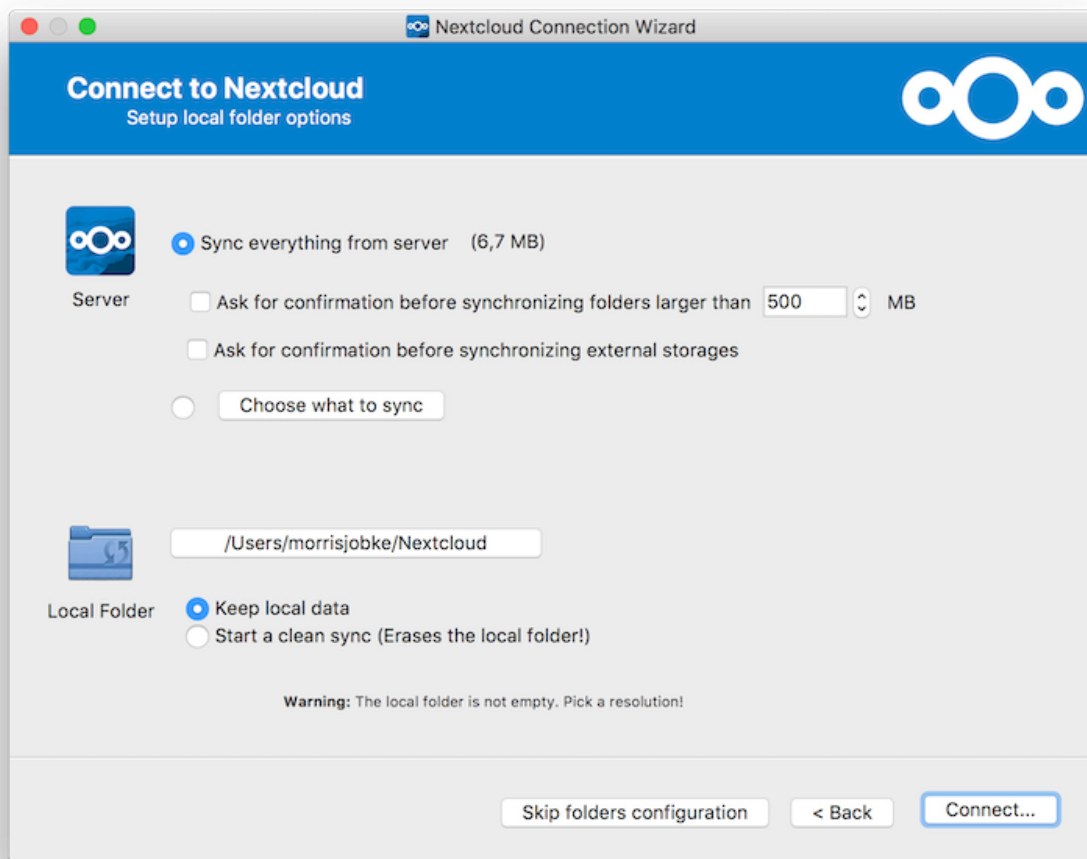 Nextcloud Connection Wizard
Connect to Nextcloud
Setup local folder options
Sync everything from server (6,7 MB)
Server
Ask for confirmation before synchronizing folders larger than 500 MB
Ask for confirmation before synchronizing external storages
Choose what to sync
/Users/morrisjobke/Nextcloud
Local Folder
Keep local data
Start a clean sync (Erases the local folder!)
Warning: The local folder is not empty. Pick a resolution!
Skip folders configuration < Back Connect...